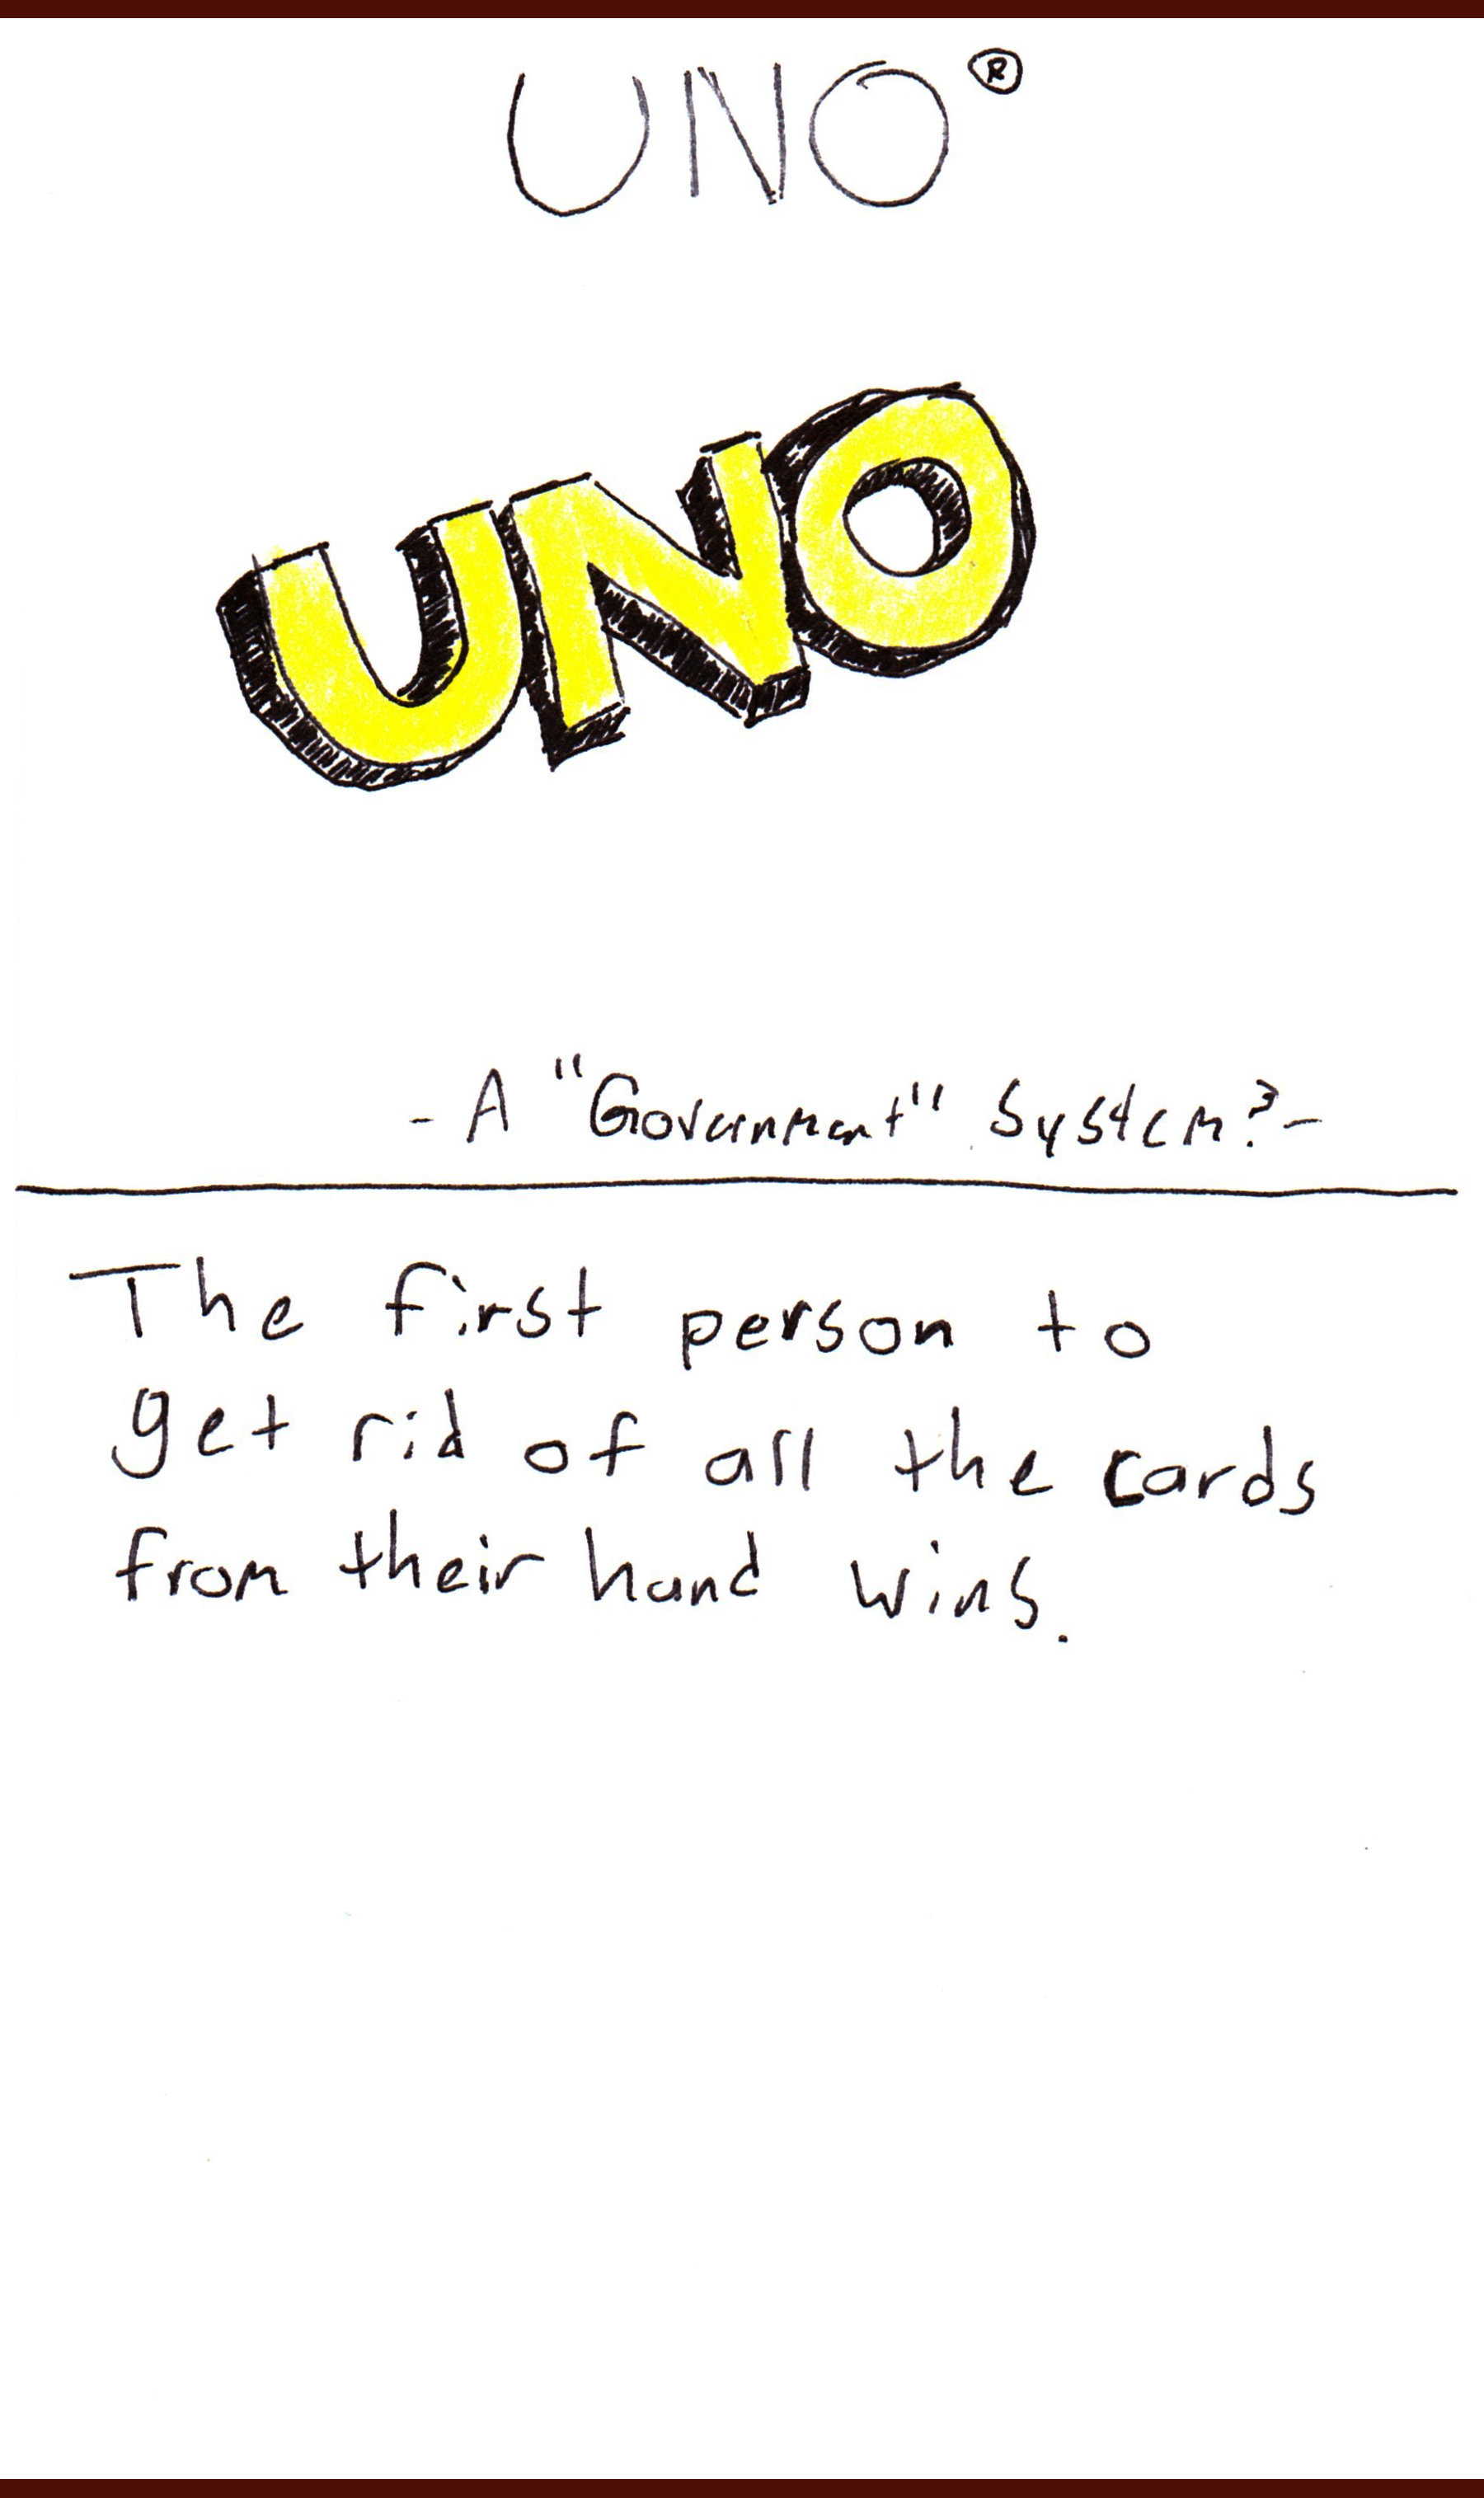 UNO®
UNO
- A "Government" System? -
The first person to
get rid of all the cards
from their hand wins.